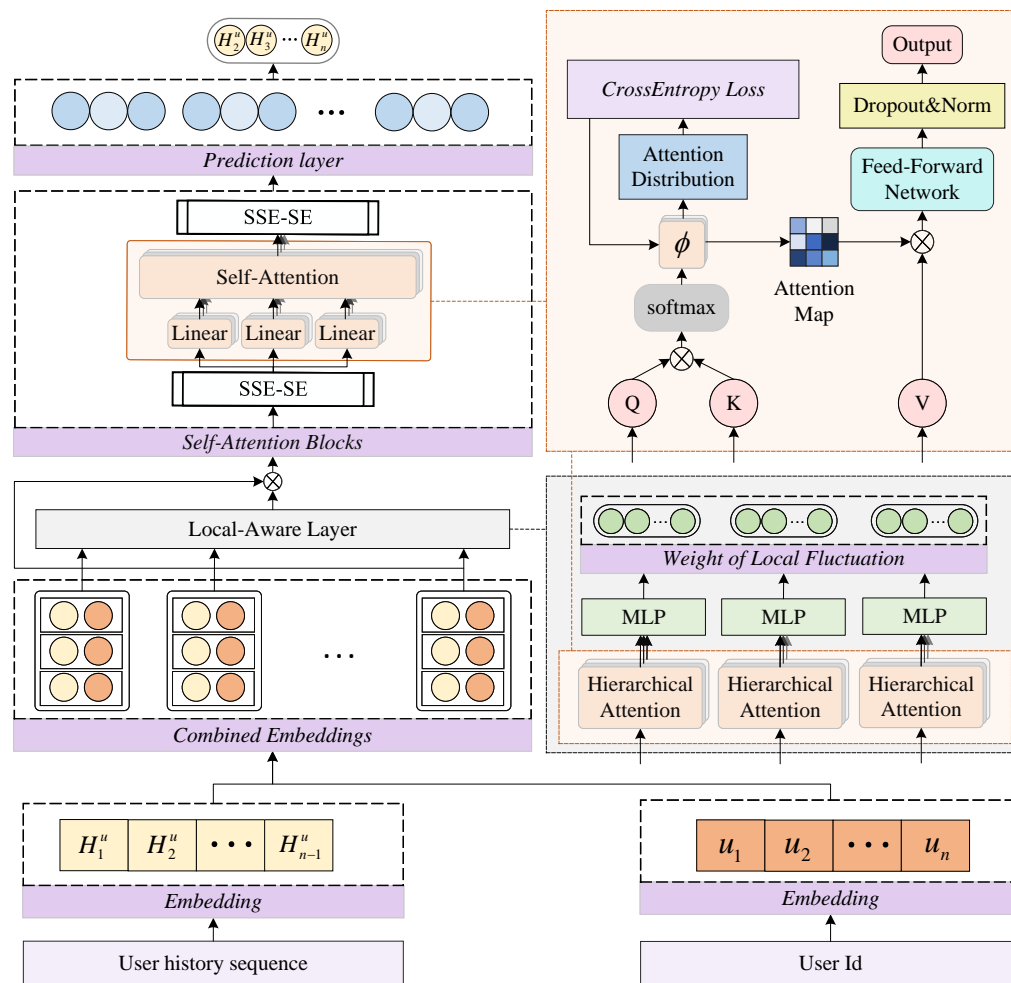 H₂ᵘ H₃ᵘ ... Hₙᵘ
Prediction layer
SSE-SE
Self-Attention
Linear Linear Linear
SSE-SE
Self-Attention Blocks
Local-Aware Layer
...
Combined Embeddings
H₁ᵘ H₂ᵘ ... Hₙ₋₁ᵘ
Embedding
User history sequence
Output
CrossEntropy Loss
Dropout&Norm
Attention
Distribution
Feed-Forward
Network
ϕ
Attention
Map
softmax
Q K V
... ... ...
Weight of Local Fluctuation
MLP MLP MLP
Hierarchical
Attention
Hierarchical
Attention
Hierarchical
Attention
u₁ u₂ ... uₙ
Embedding
User Id